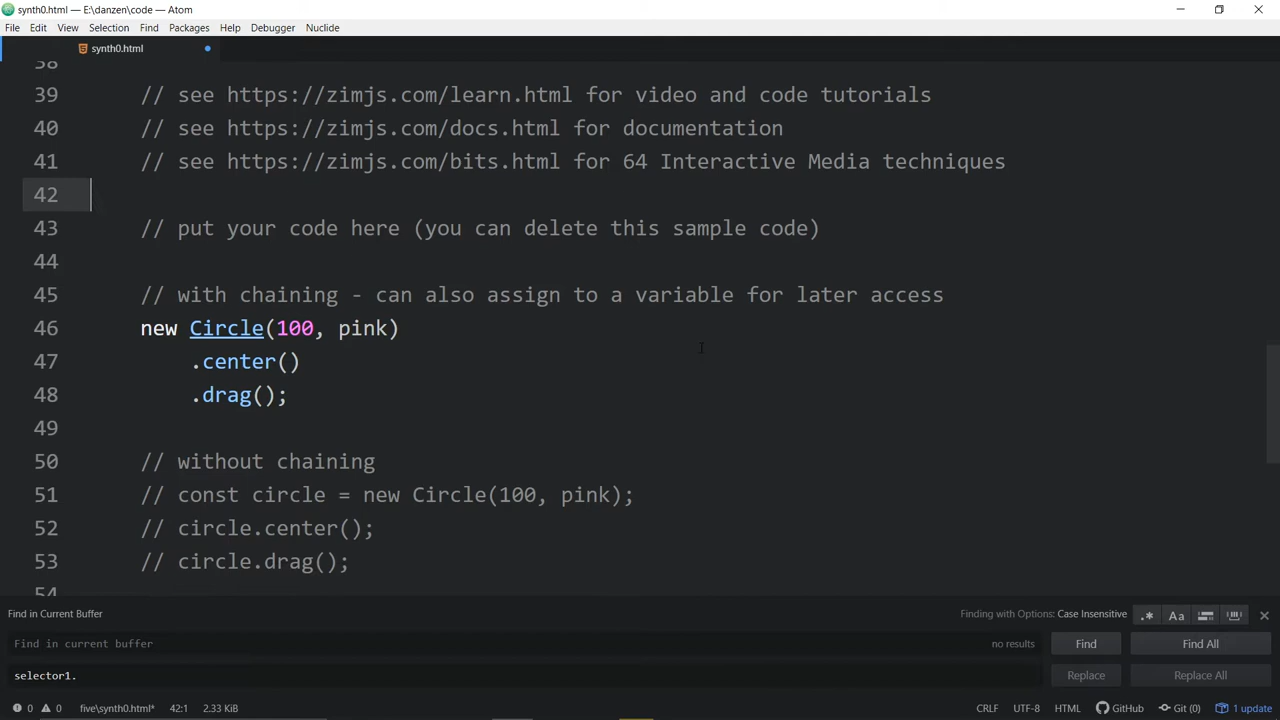 synth0.html — E:\danzen\code — Atom
File Edit View Selection Find Packages Help Debugger Nuclide
synth0.html
38
39 // see https://zimjs.com/learn.html for video and code tutorials
40 // see https://zimjs.com/docs.html for documentation
41 // see https://zimjs.com/bits.html for 64 Interactive Media techniques
42
43 // put your code here (you can delete this sample code)
44
45 // with chaining - can also assign to a variable for later access
46 new Circle(100, pink)
47 .center()
48 .drag();
49
50 // without chaining
51 // const circle = new Circle(100, pink);
52 // circle.center();
53 // circle.drag();
54
Find in Current Buffer Finding with Options: Case Insensitive .* Aa
Find in current buffer no results Find Find All
selector1. Replace Replace All
0 0 five\synth0.html* 42:1 2.33 KiB CRLF UTF-8 HTML GitHub Git (0) 1 update